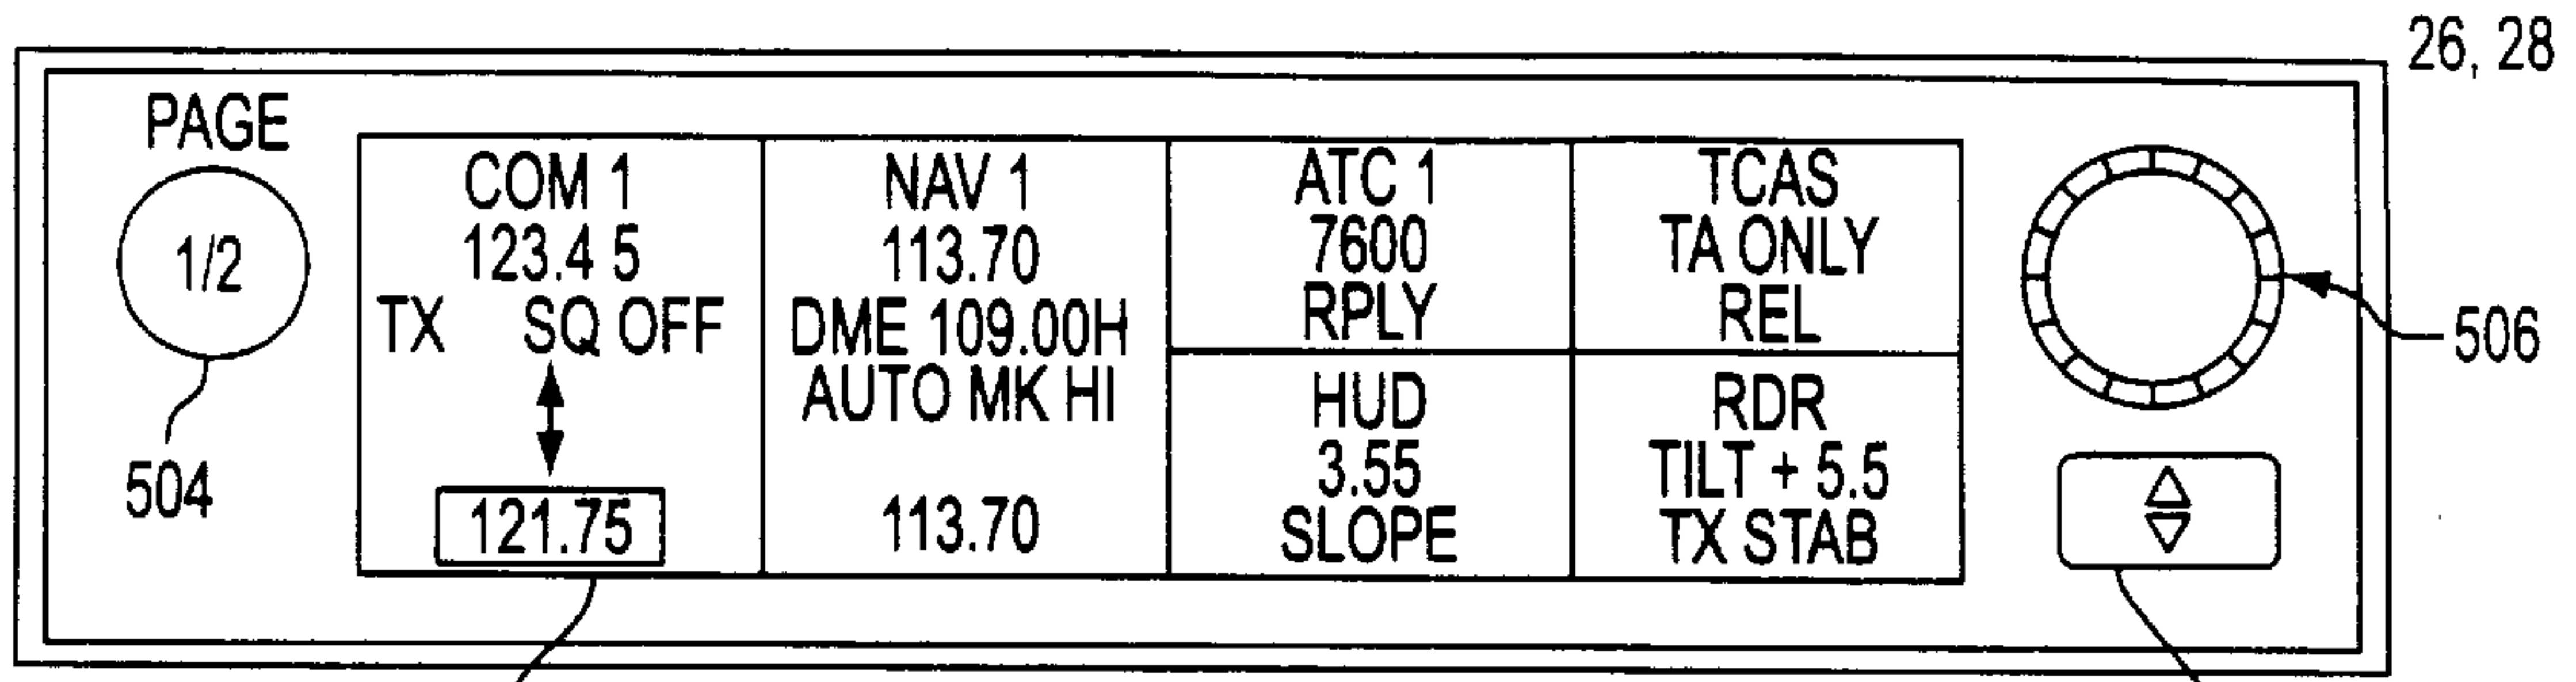 26, 28
PAGE
1/2
504
COM 1
123.4 5
TX SQ OFF
121.75
NAV 1
113.70
DME 109.00H
AUTO MK HI
113.70
ATC 1
7600
RPLY
TCAS
TA ONLY
REL
HUD
3.55
SLOPE
RDR
TILT + 5.5
TX STAB
506